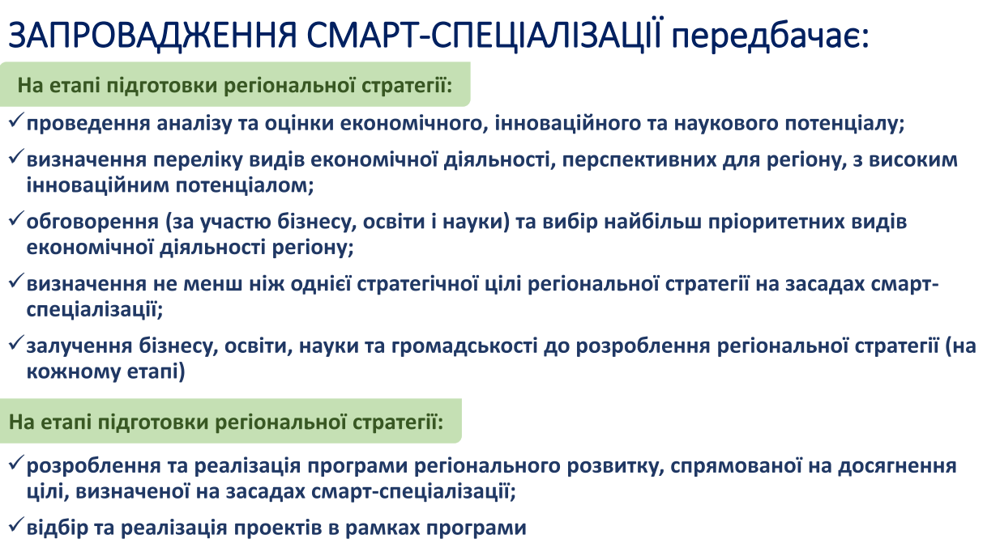 ЗАПРОВАДЖЕННЯ СМАРТ-СПЕЦІАЛІЗАЦІЇ передбачає:
На етапі підготовки регіональної стратегії:
✓проведення аналізу та оцінки економічного, інноваційного та наукового потенціалу;
✓визначення переліку видів економічної діяльності, перспективних для регіону, з високим
інноваційним потенціалом;
✓обговорення (за участю бізнесу, освіти і науки) та вибір найбільш пріоритетних видів
економічної діяльності регіону;
✓визначення не менш ніж однієї стратегічної цілі регіональної стратегії на засадах смарт-
спеціалізації;
✓залучення бізнесу, освіти, науки та громадськості до розроблення регіональної стратегії (на
кожному етапі)
На етапі підготовки регіональної стратегії:
✓розроблення та реалізація програми регіонального розвитку, спрямованої на досягнення
цілі, визначеної на засадах смарт-спеціалізації;
✓відбір та реалізація проектів в рамках програми